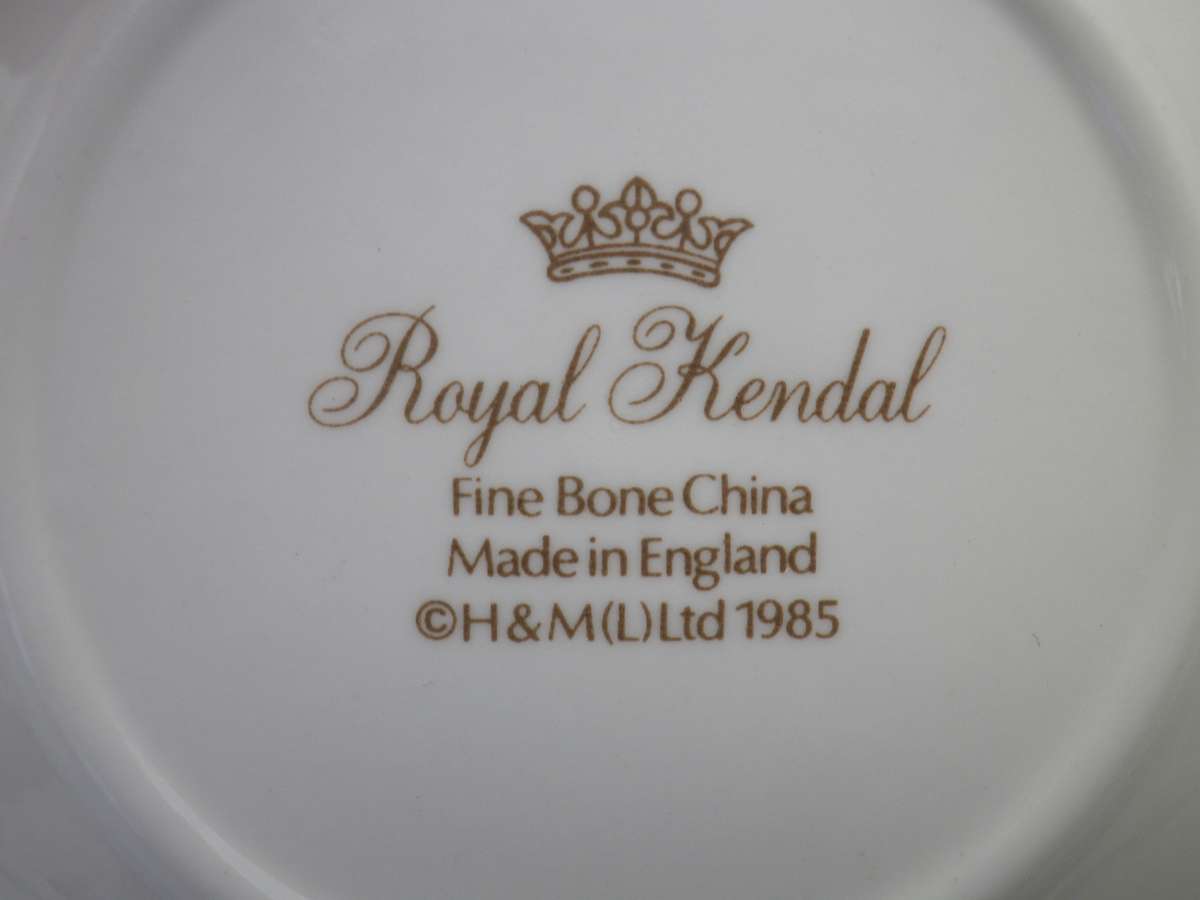 Royal Kendal
Fine Bone China
Made in England
©H&M(L)Ltd 1985